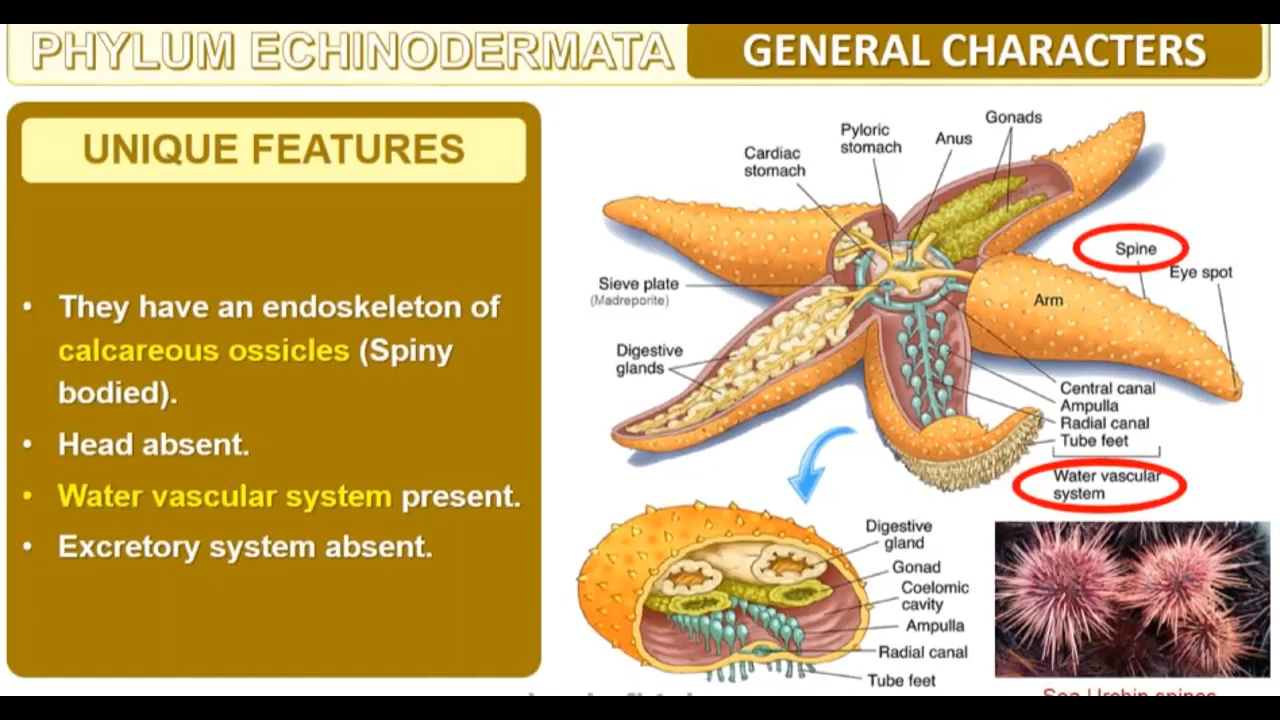 PHYLUM ECHINODERMATA
GENERAL CHARACTERS
UNIQUE FEATURES
• They have an endoskeleton of
calcareous ossicles (Spiny
bodied).
• Head absent.
• Water vascular system present.
• Excretory system absent.
Gonads
Pyloric
stomach
Anus
Cardiac
stomach
Spine
Eye spot
Sieve plate
(Madreporite)
Arm
Digestive
glands
Central canal
Ampulla
Radial canal
Tube feet
Water vascular
system
Digestive
gland
Gonad
Coelomic
cavity
Ampulla
Radial canal
Tube feet
Sea Urchin spines